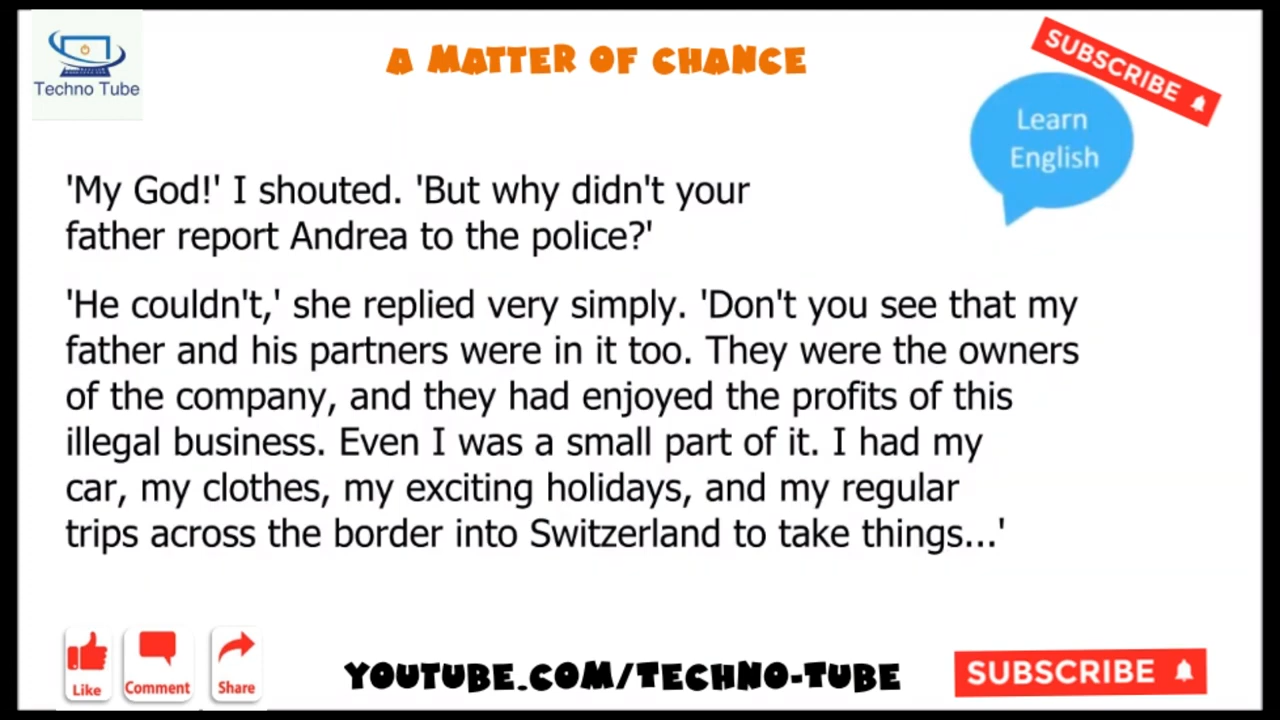 Techno Tube
A MATTER OF CHANCE
SUBSCRIBE
Learn
English
'My God!' I shouted. 'But why didn't your
father report Andrea to the police?'
'He couldn't,' she replied very simply. 'Don't you see that my
father and his partners were in it too. They were the owners
of the company, and they had enjoyed the profits of this
illegal business. Even I was a small part of it. I had my
car, my clothes, my exciting holidays, and my regular
trips across the border into Switzerland to take things...'
Like
Comment
Share
YOUTUBE.COM/TECHNO-TUBE
SUBSCRIBE